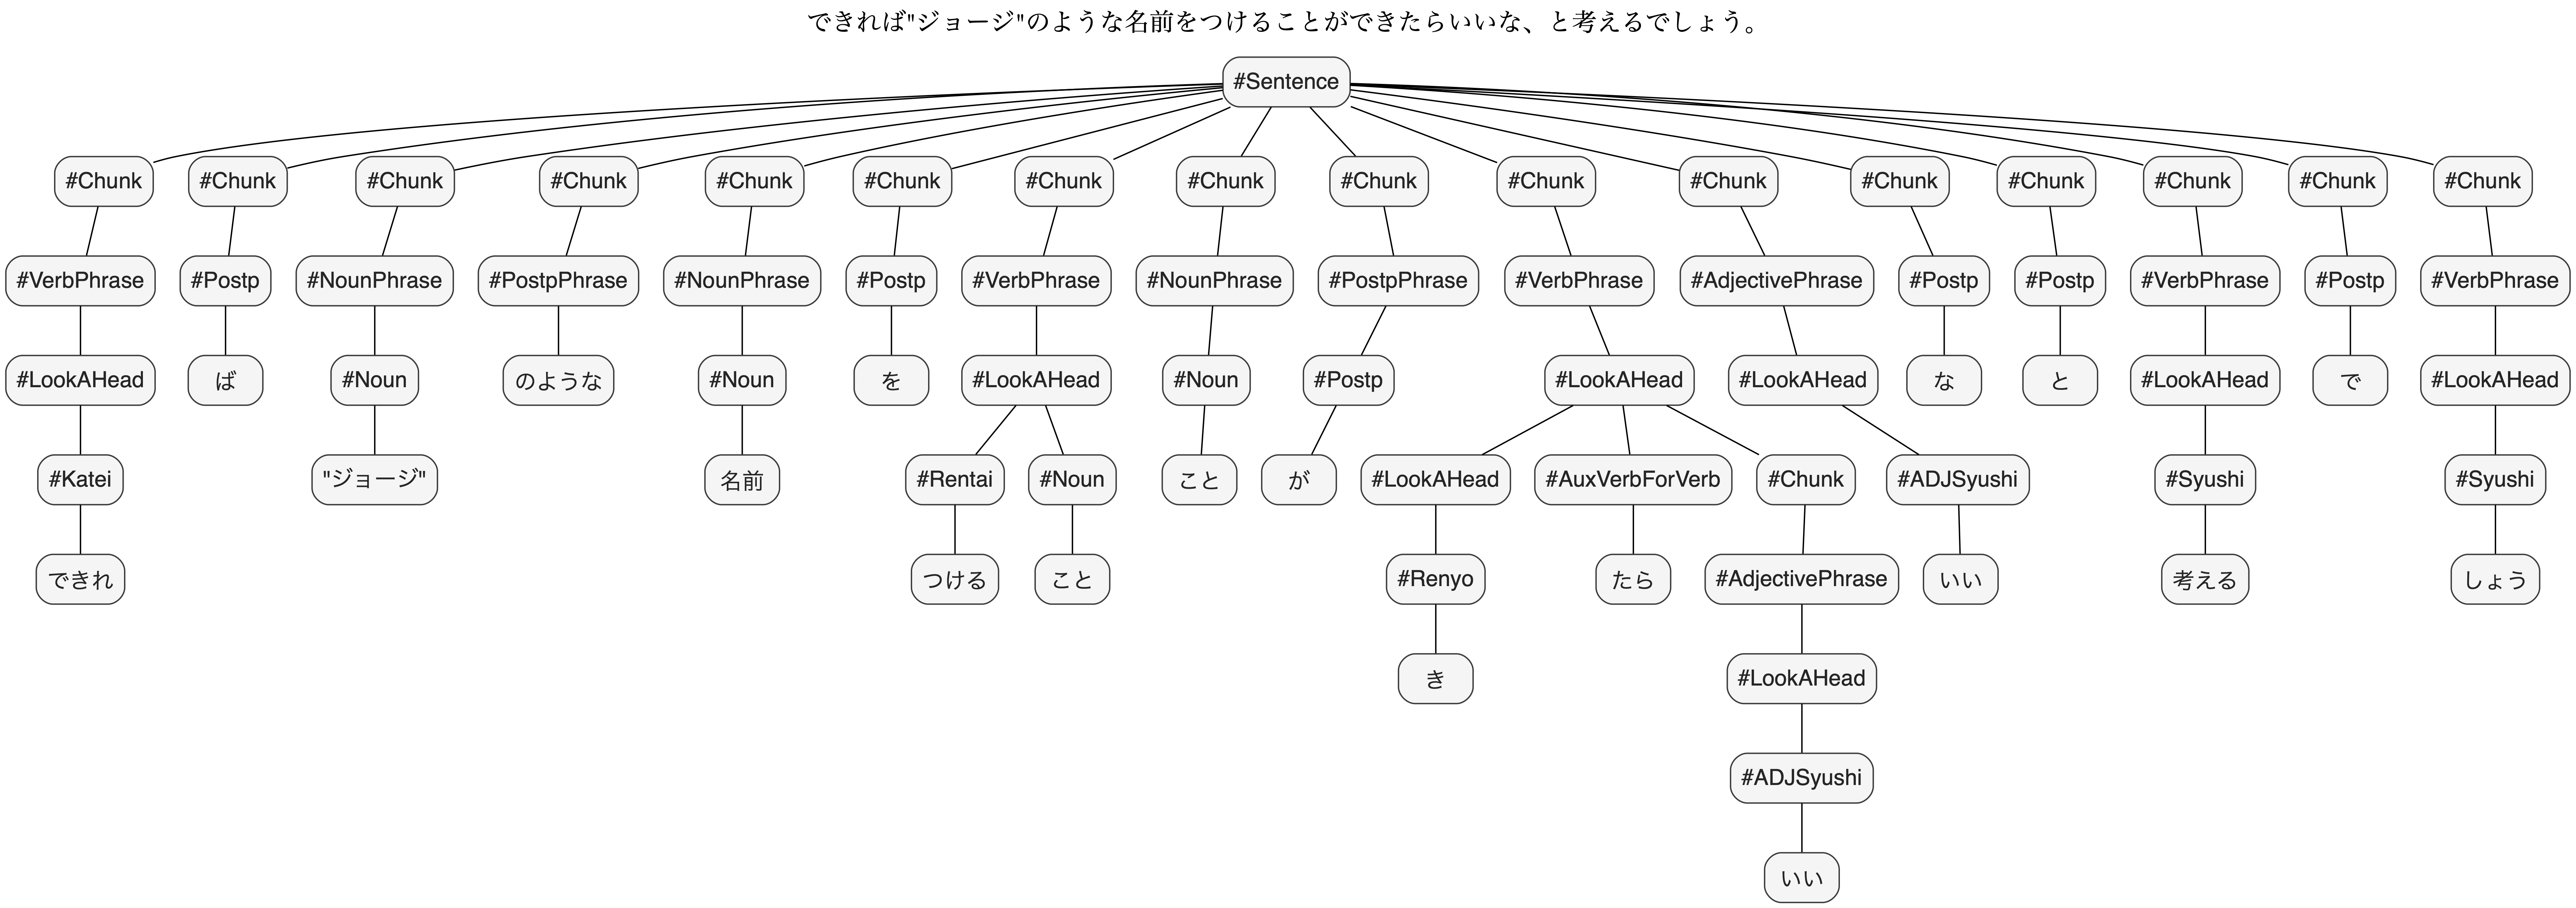 できれば"ジョージ"のような名前をつけることができたらいいな、と考えるでしょう。
#Sentence
#Chunk #Chunk #Chunk #Chunk #Chunk #Chunk #Chunk #Chunk #Chunk #Chunk #Chunk #Chunk #Chunk #Chunk #Chunk #Chunk
#VerbPhrase #Postp #NounPhrase #PostpPhrase #NounPhrase #Postp #VerbPhrase #NounPhrase #PostpPhrase #VerbPhrase #AdjectivePhrase #Postp #Postp #VerbPhrase #Postp #VerbPhrase
#LookAHead ば #Noun のような #Noun を #LookAHead #Noun #Postp #LookAHead #LookAHead な と #LookAHead で #LookAHead
#Katei "ジョージ" 名前 #Rentai #Noun こと が #LookAHead #AuxVerbForVerb #Chunk #ADJSyushi #Syushi #Syushi
できれ つける こと #Renyo たら #AdjectivePhrase いい 考える しょう
き #LookAHead
#ADJSyushi
いい